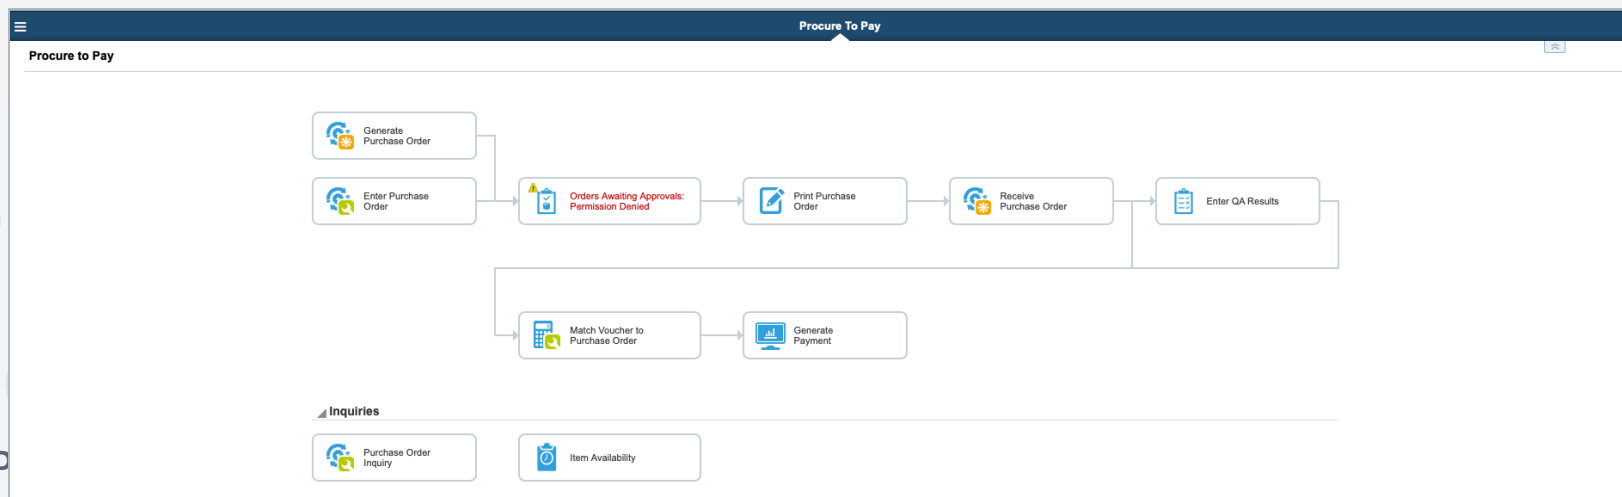 Procure To Pay
Procure to Pay
Generate
Purchase Order
Enter Purchase
Order
Orders Awaiting Approvals:
Permission Denied
Print Purchase
Order
Receive
Purchase Order
Enter QA Results
Match Voucher to
Purchase Order
Generate
Payment
Inquiries
Purchase Order
Inquiry
Item Availability